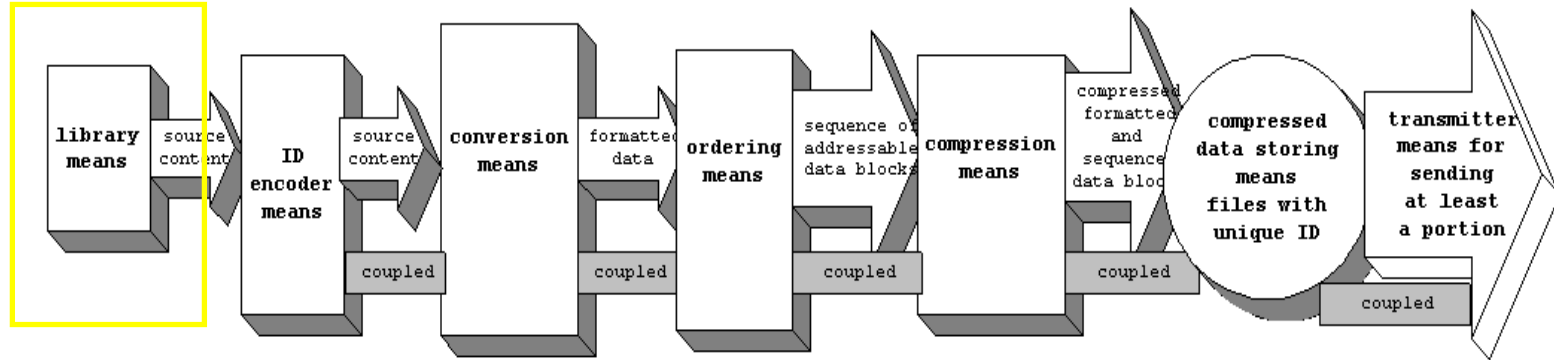 library
means
source
content
ID
encoder
means
source
content
coupled
conversion
means
formatted
data
coupled
ordering
means
sequence of
addressable
data blocks
coupled
compression
means
compressed
formatted
and
sequence
data bloc
coupled
compressed
data storing
means
files with
unique ID
transmitter
means for
sending
at least
a portion
coupled